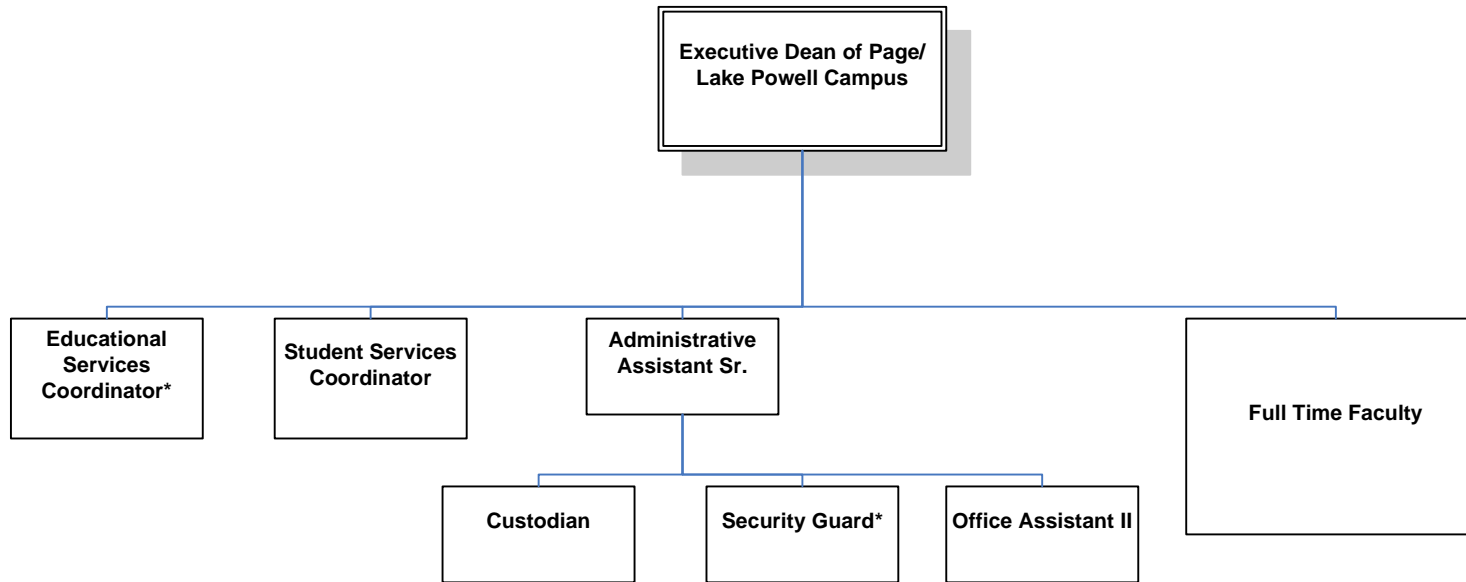 Executive Dean of Page/
Lake Powell Campus
Educational
Services
Coordinator*
Student Services
Coordinator
Administrative
Assistant Sr.
Full Time Faculty
Custodian
Security Guard*
Office Assistant II